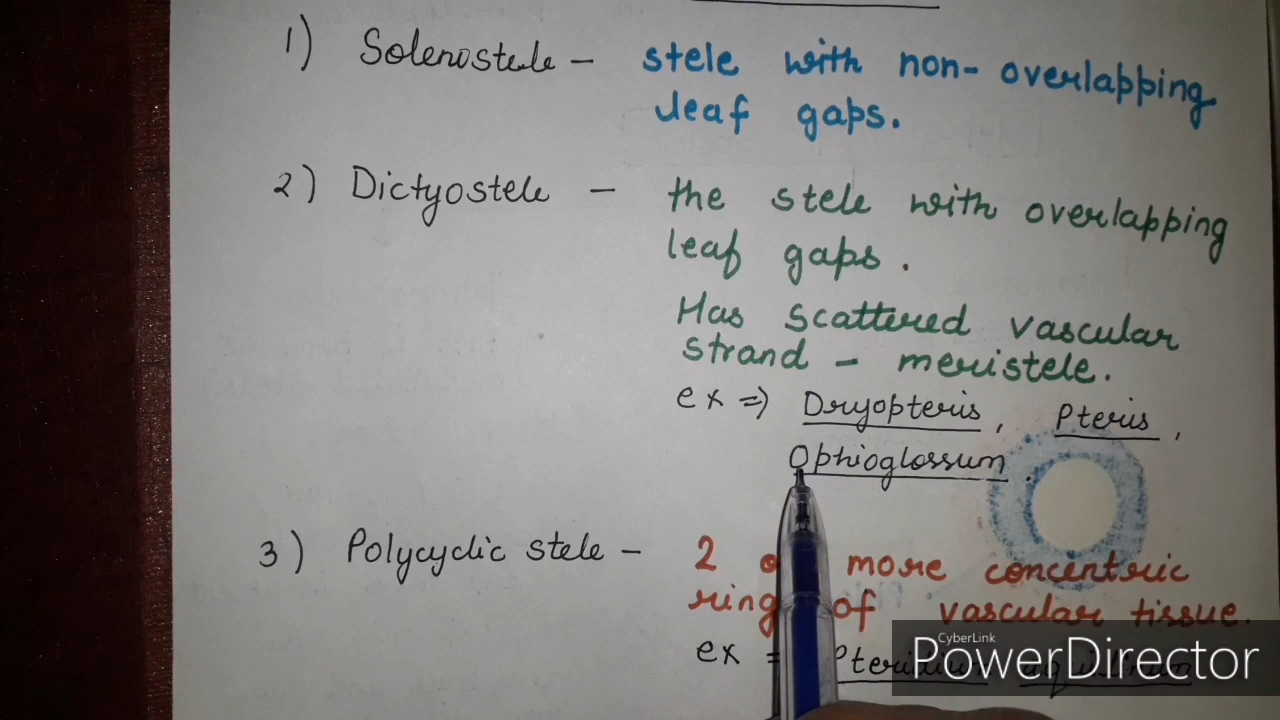 1) Solenostele - stele with non-overlapping
leaf gaps.
2) Dictyostele - the stele with overlapping
leaf gaps.
Has scattered vascular
strand - meristele.
ex => Dryopteris, Pteris,
Ophioglossum.
3) Polycyclic stele - 2 more concentric
ring of vascular tissue.
ex =
CyberLink
PowerDirector